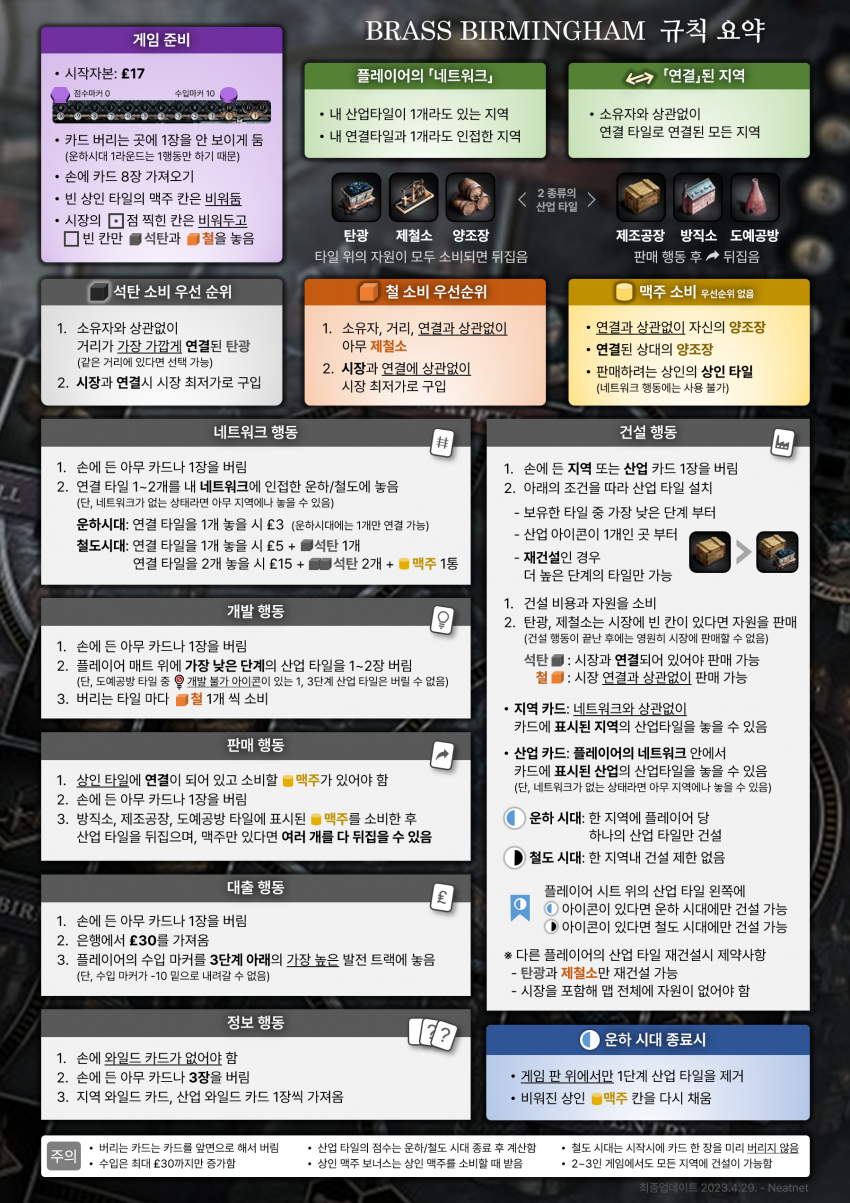 BRASS BIRMINGHAM 규칙 요약
게임 준비
• 시작자본: £17
점수마커 0
수입마커 10
• 카드 버리는 곳에 1장을 안 보이게 둠
(운하시대 1라운드는 1행동만 하기 때문)
• 손에 카드 8장 가져오기
• 빈 상인 타일의 맥주 칸은 비워둠
• 시장의 점 찍힌 칸은 비워두고
빈 칸만 석탄과 철을 놓음
플레이어의 「네트워크」
• 내 산업타일이 1개라도 있는 지역
• 내 연결타일과 1개라도 인접한 지역
「연결」된 지역
• 소유자와 상관없이
연결 타일로 연결된 모든 지역
탄광 제철소 양조장
타일 위의 자원이 모두 소비되면 뒤집음
2 종류의
산업 타일
제조공장 방직소 도예공방
판매 행동 후 뒤집음
석탄 소비 우선 순위
1. 소유자와 상관없이
거리가 가장 가깝게 연결된 탄광
(같은 거리에 있다면 선택 가능)
2. 시장과 연결시 시장 최저가로 구입
철 소비 우선순위
1. 소유자, 거리, 연결과 상관없이
아무 제철소
2. 시장과 연결에 상관없이
시장 최저가로 구입
맥주 소비 우선순위 없음
• 연결과 상관없이 자신의 양조장
• 연결된 상대의 양조장
• 판매하려는 상인의 상인 타일
(네트워크 행동에는 사용 불가)
네트워크 행동
1. 손에 든 아무 카드나 1장을 버림
2. 연결 타일 1~2개를 내 네트워크에 인접한 운하/철도에 놓음
(단, 네트워크가 없는 상태라면 아무 지역에나 놓을 수 있음)
운하시대: 연결 타일을 1개 놓을 시 £3 (운하시대에는 1개만 연결 가능)
철도시대: 연결 타일을 1개 놓을 시 £5 + 석탄 1개
연결 타일을 2개 놓을 시 £15 + 석탄 2개 + 맥주 1통
개발 행동
1. 손에 든 아무 카드나 1장을 버림
2. 플레이어 매트 위에 가장 낮은 단계의 산업 타일을 1~2장 버림
(단, 도예공방 타일 중 개발 불가 아이콘이 있는 1, 3단계 산업 타일은 버릴 수 없음)
3. 버리는 타일 마다 철 1개 씩 소비
판매 행동
1. 상인 타일에 연결이 되어 있고 소비할 맥주가 있어야 함
2. 손에 든 아무 카드나 1장을 버림
3. 방직소, 제조공장, 도예공방 타일에 표시된 맥주를 소비한 후
산업 타일을 뒤집으며, 맥주만 있다면 여러 개를 다 뒤집을 수 있음
대출 행동
£
1. 손에 든 아무 카드나 1장을 버림
2. 은행에서 £30를 가져옴
3. 플레이어의 수입 마커를 3단계 아래의 가장 높은 발전 트랙에 놓음
(단, 수입 마커가 -10 밑으로 내려갈 수 없음)
정보 행동
? ?
1. 손에 와일드 카드가 없어야 함
2. 손에 든 아무 카드나 3장을 버림
3. 지역 와일드 카드, 산업 와일드 카드 1장씩 가져옴
건설 행동
1. 손에 든 지역 또는 산업 카드 1장을 버림
2. 아래의 조건을 따라 산업 타일 설치
- 보유한 타일 중 가장 낮은 단계 부터
- 산업 아이콘이 1개인 곳 부터
- 재건설인 경우
더 높은 단계의 타일만 가능
1. 건설 비용과 자원을 소비
2. 탄광, 제철소는 시장에 빈 칸이 있다면 자원을 판매
(건설 행동이 끝난 후에는 영원히 시장에 판매할 수 없음)
석탄 : 시장과 연결되어 있어야 판매 가능
철 : 시장 연결과 상관없이 판매 가능
• 지역 카드: 네트워크와 상관없이
카드에 표시된 지역의 산업타일을 놓을 수 있음
• 산업 카드: 플레이어의 네트워크 안에서
카드에 표시된 산업의 산업타일을 놓을 수 있음
(단, 네트워크가 없는 상태라면 아무 지역에나 놓을 수 있음)
운하 시대: 한 지역에 플레이어 당
하나의 산업 타일만 건설
철도 시대: 한 지역내 건설 제한 없음
플레이어 시트 위의 산업 타일 왼쪽에
아이콘이 있다면 운하 시대에만 건설 가능
아이콘이 있다면 철도 시대에만 건설 가능
※ 다른 플레이어의 산업 타일 재건설시 제약사항
- 탄광과 제철소만 재건설 가능
- 시장을 포함해 맵 전체에 자원이 없어야 함
운하 시대 종료시
• 게임 판 위에서만 1단계 산업 타일을 제거
• 비워진 상인 맥주 칸을 다시 채움
주의
• 버리는 카드는 카드를 앞면으로 해서 버림
• 수입은 최대 £30까지만 증가함
• 산업 타일의 점수는 운하/철도 시대 종료 후 계산함
• 상인 맥주 보너스는 상인 맥주를 소비할 때 받음
• 철도 시대는 시작시에 카드 한 장을 미리 버리지 않음
• 2~3인 게임에서도 모든 지역에 건설이 가능함
최종업데이트 2023.4.29. - Neatnet